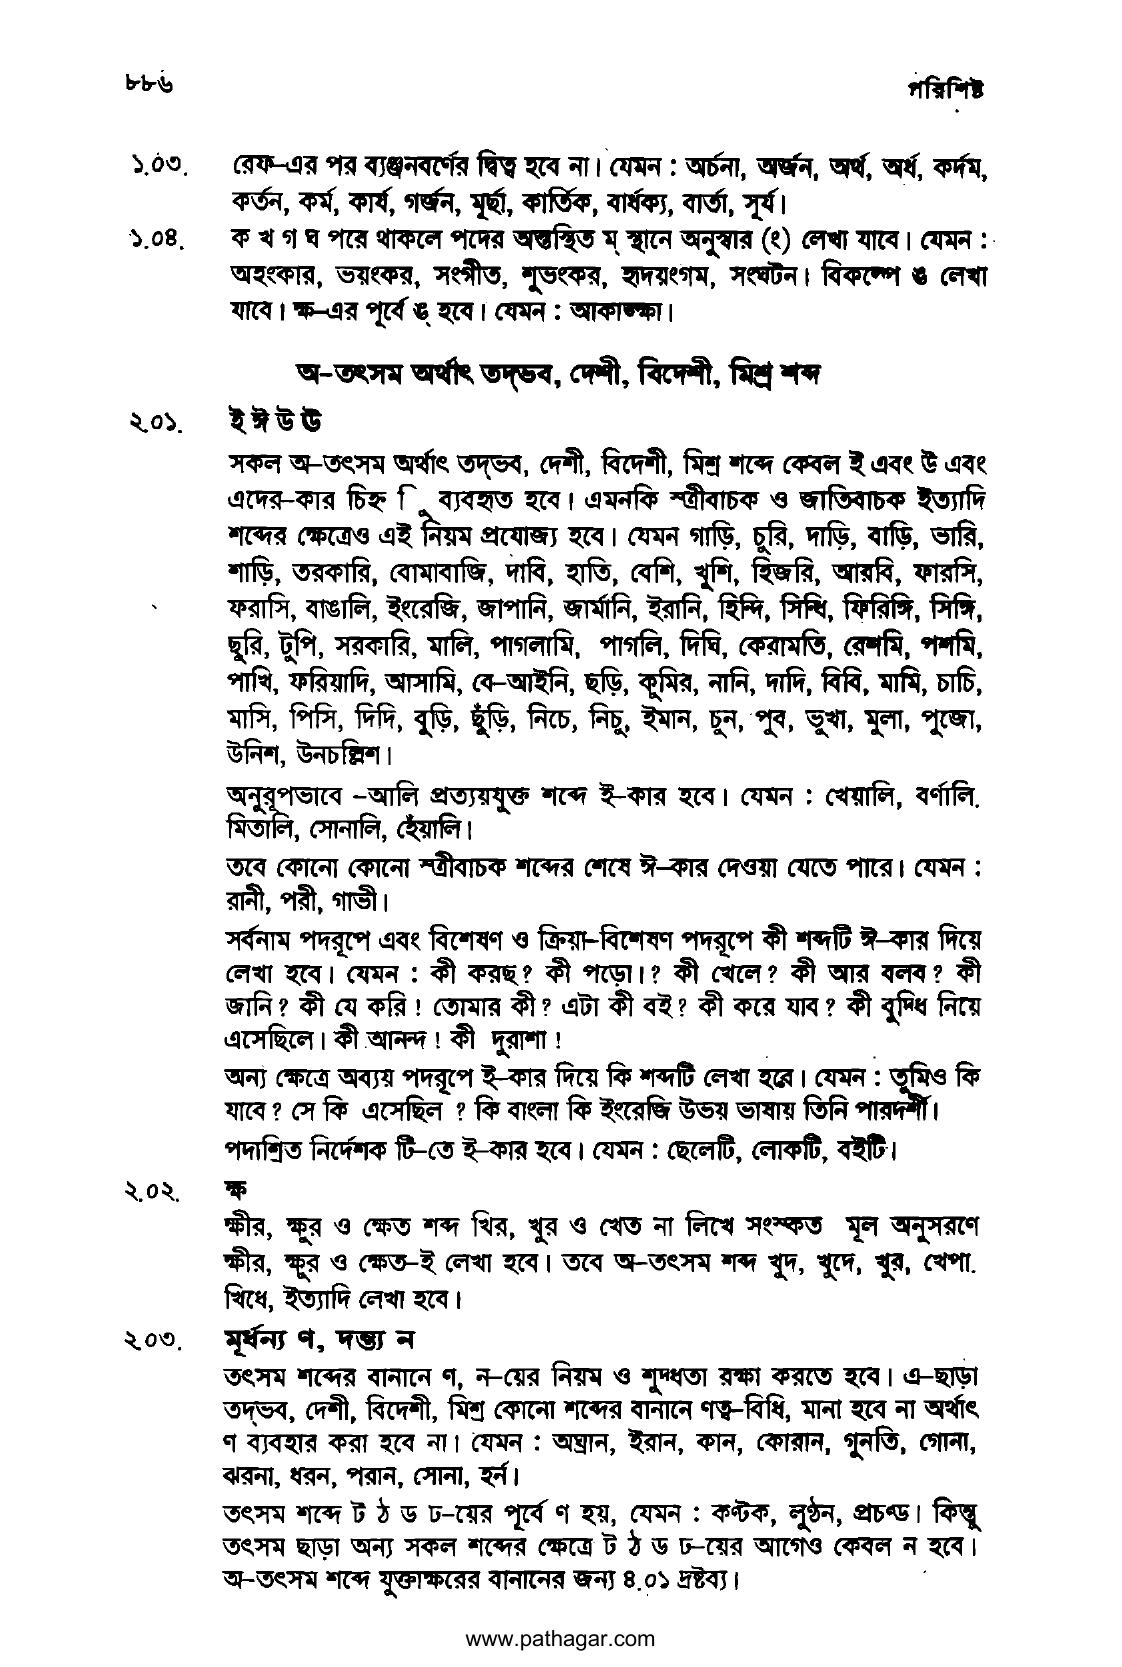 ৮৮৬
পরিশিষ্ট
১.০৩. রেফ-এর পর ব্যঞ্জনবর্ণের দ্বিত্ব হবে না। যেমন : অর্চনা, অর্জন, অর্থ, অর্ধ, কর্দম,
কর্তন, কর্ম, কার্য, গর্জন, মূর্ছা, কার্তিক, বার্ধক্য, বার্তা, সূর্য।
১.০৪. ক খ গ ঘ পরে থাকলে পদের অন্তস্থিত ম্ স্থানে অনুস্বার (ং) লেখা যাবে। যেমন :
অহংকার, ভয়ংকর, সংগীত, শুভংকর, হৃদয়ংগম, সংঘটন। বিকল্পে ঙ লেখা
যাবে। ক্ষ-এর পূর্বে ঙ্ হবে। যেমন : আকাঙ্ক্ষা।
অ-তৎসম অর্থাৎ তদ্ভব, দেশী, বিদেশী, মিশ্র শব্দ
২.০১. ই ঈ উ ঊ
সকল অ-তৎসম অর্থাৎ তদ্ভব, দেশী, বিদেশী, মিশ্র শব্দে কেবল ই এবং উ এবং
এদের-কার চিহ্ন ি ু ব্যবহৃত হবে। এমনকি স্ত্রীবাচক ও জাতিবাচক ইত্যাদি
শব্দের ক্ষেত্রেও এই নিয়ম প্রযোজ্য হবে। যেমন গাড়ি, চুরি, দাড়ি, বাড়ি, ভারি,
শাড়ি, তরকারি, বোমাবাজি, দাবি, হাতি, বেশি, খুশি, হিজরি, আরবি, ফারসি,
ফরাসি, বাঙালি, ইংরেজি, জাপানি, জার্মানি, ইরানি, হিন্দি, সিন্ধি, ফিরিঙ্গি, সিঙ্গি,
ছুরি, টুপি, সরকারি, মালি, পাগলামি, পাগলি, দিঘি, কেরামতি, রেশমি, পশমি,
পাখি, ফরিয়াদি, আসামি, বে-আইনি, ছড়ি, কুমির, নানি, দাদি, বিবি, মামি, চাচি,
মাসি, পিসি, দিদি, বুড়ি, ছুঁড়ি, নিচে, নিচু, ইমান, চুন, পুব, ভুখা, মুলা, পুজো,
উনিশ, উনচল্লিশ।
অনুরূপভাবে -আলি প্রত্যয়যুক্ত শব্দে ই-কার হবে। যেমন : খেয়ালি, বর্ণালি.
মিতালি, সোনালি, হেঁয়ালি।
তবে কোনো কোনো স্ত্রীবাচক শব্দের শেষে ঈ-কার দেওয়া যেতে পারে। যেমন :
রানী, পরী, গাভী।
সর্বনাম পদরূপে এবং বিশেষণ ও ক্রিয়া-বিশেষণ পদরূপে কী শব্দটি ঈ-কার দিয়ে
লেখা হবে। যেমন : কী করছ? কী পড়ো।? কী খেলে? কী আর বলব? কী
জানি? কী যে করি! তোমার কী? এটা কী বই? কী করে যাব? কী বুদ্ধি নিয়ে
এসেছিলে। কী আনন্দ! কী দুরাশা!
অন্য ক্ষেত্রে অব্যয় পদরূপে ই-কার দিয়ে কি শব্দটি লেখা হবে। যেমন : তুমিও কি
যাবে? সে কি এসেছিল ? কি বাংলা কি ইংরেজি উভয় ভাষায় তিনি পারদর্শী।
পদাশ্রিত নির্দেশক টি-তে ই-কার হবে। যেমন : ছেলেটি, লোকটি, বইটি।
২.০২. ক্ষ
ক্ষীর, ক্ষুর ও ক্ষেত শব্দ খির, খুর ও খেত না লিখে সংস্কত মূল অনুসরণে
ক্ষীর, ক্ষুর ও ক্ষেত-ই লেখা হবে। তবে অ-তৎসম শব্দ খুদ, খুদে, খুর, খেপা.
খিধে, ইত্যাদি লেখা হবে।
২.০৩. মূর্ধন্য ণ, দন্ত্য ন
তৎসম শব্দের বানানে ণ, ন-য়ের নিয়ম ও শুদ্ধতা রক্ষা করতে হবে। এ-ছাড়া
তদ্ভব, দেশী, বিদেশী, মিশ্র কোনো শব্দের বানানে ণত্ব-বিধি, মানা হবে না অর্থাৎ
ণ ব্যবহার করা হবে না। যেমন : অঘ্রান, ইরান, কান, কোরান, গুনতি, গোনা,
ঝরনা, ধরন, পরান, সোনা, হর্ন।
তৎসম শব্দে ট ঠ ড ঢ-য়ের পূর্বে ণ হয়, যেমন : কণ্টক, লুণ্ঠন, প্রচণ্ড। কিন্তু
তৎসম ছাড়া অন্য সকল শব্দের ক্ষেত্রে ট ঠ ড ঢ-য়ের আগেও কেবল ন হবে।
অ-তৎসম শব্দে যুক্তাক্ষরের বানানের জন্য ৪.০১ দ্রষ্টব্য।
www.pathagar.com